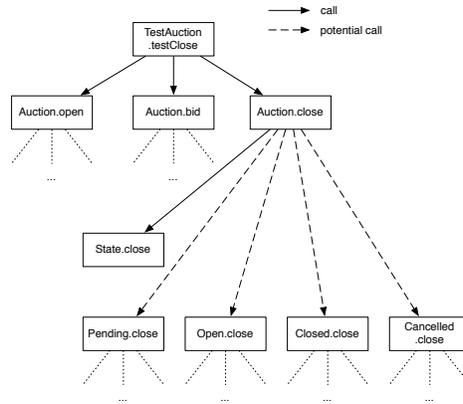 call
potential call
TestAuction
.testClose
Auction.open
Auction.bid
Auction.close
...
...
State.close
Pending.close
Open.close
Closed.close
Cancelled
.close
...
...
...
...